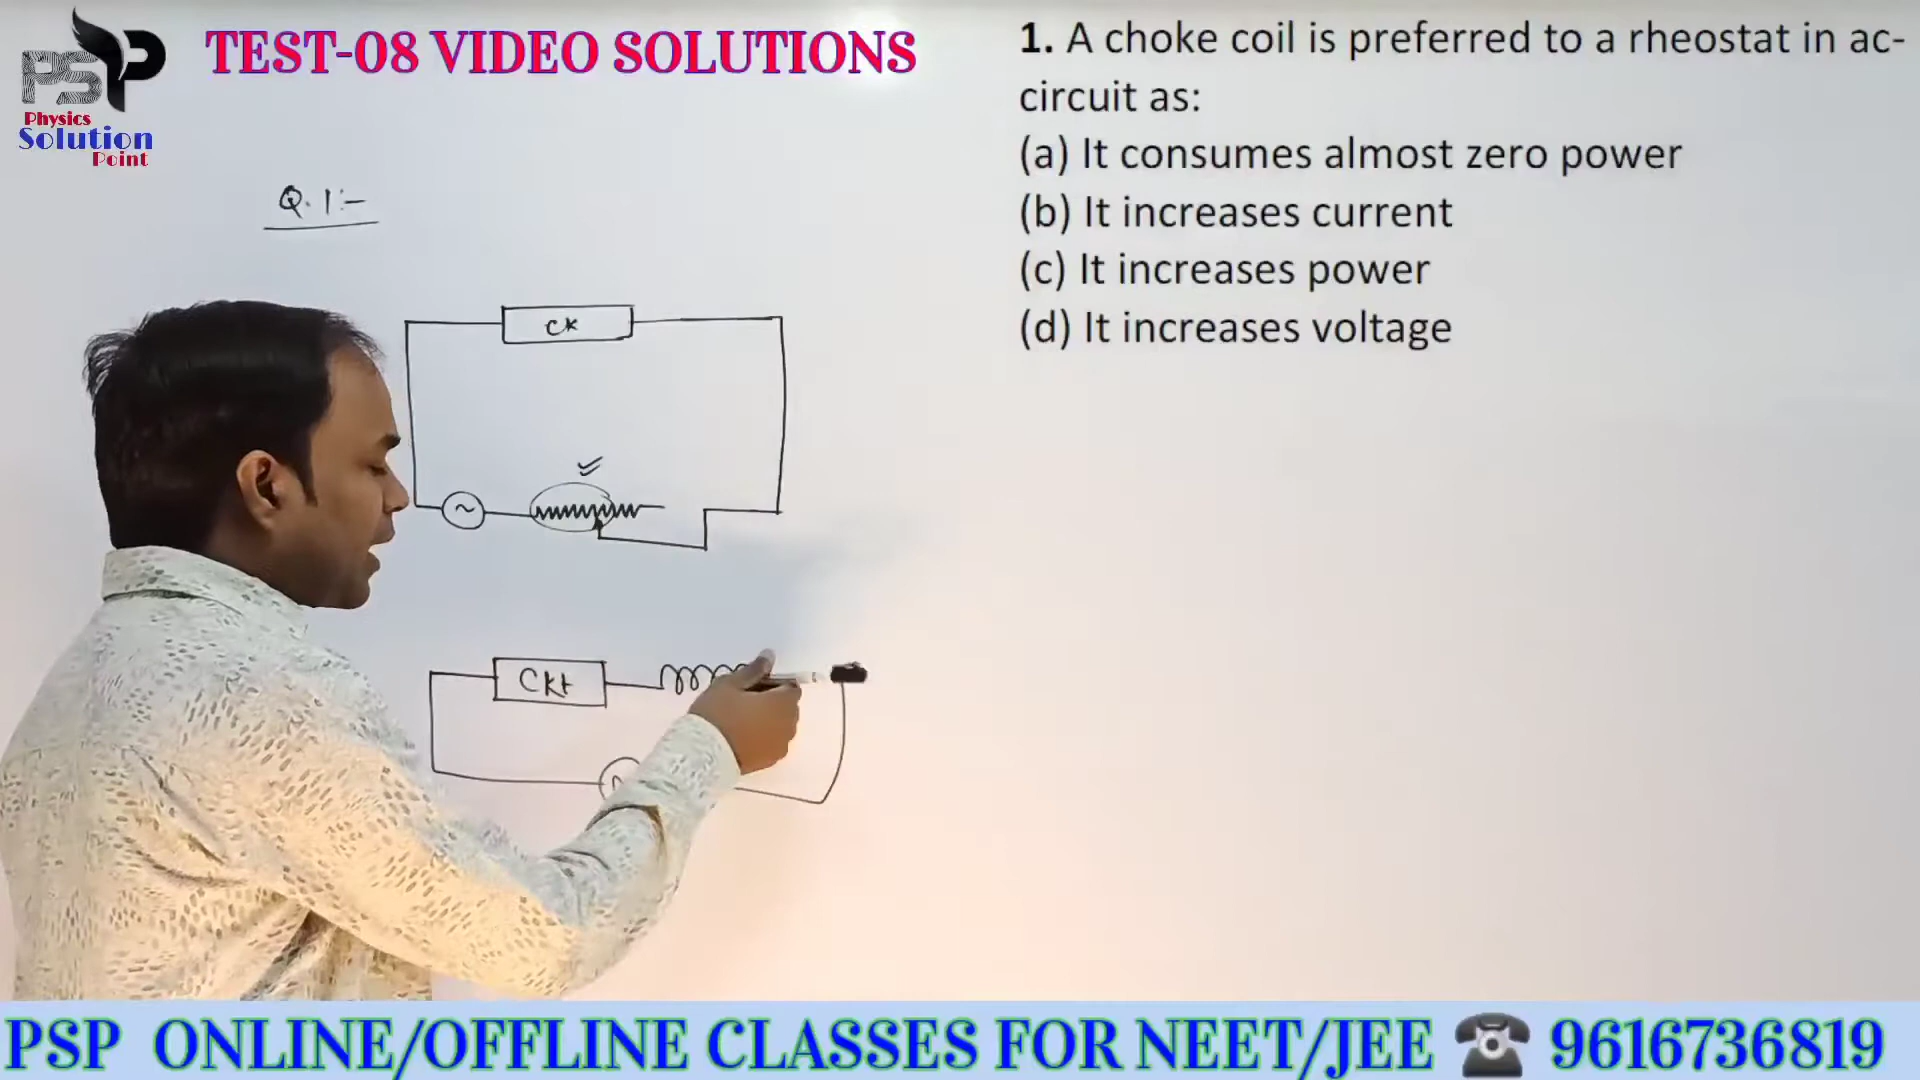 PSP
Physics
Solution
Point
TEST-08 VIDEO SOLUTIONS
1. A choke coil is preferred to a rheostat in ac-
circuit as:
(a) It consumes almost zero power
(b) It increases current
(c) It increases power
(d) It increases voltage
Q.1:-
CK
~
Ckt
PSP ONLINE/OFFLINE CLASSES FOR NEET/JEE ☎ 9616736819